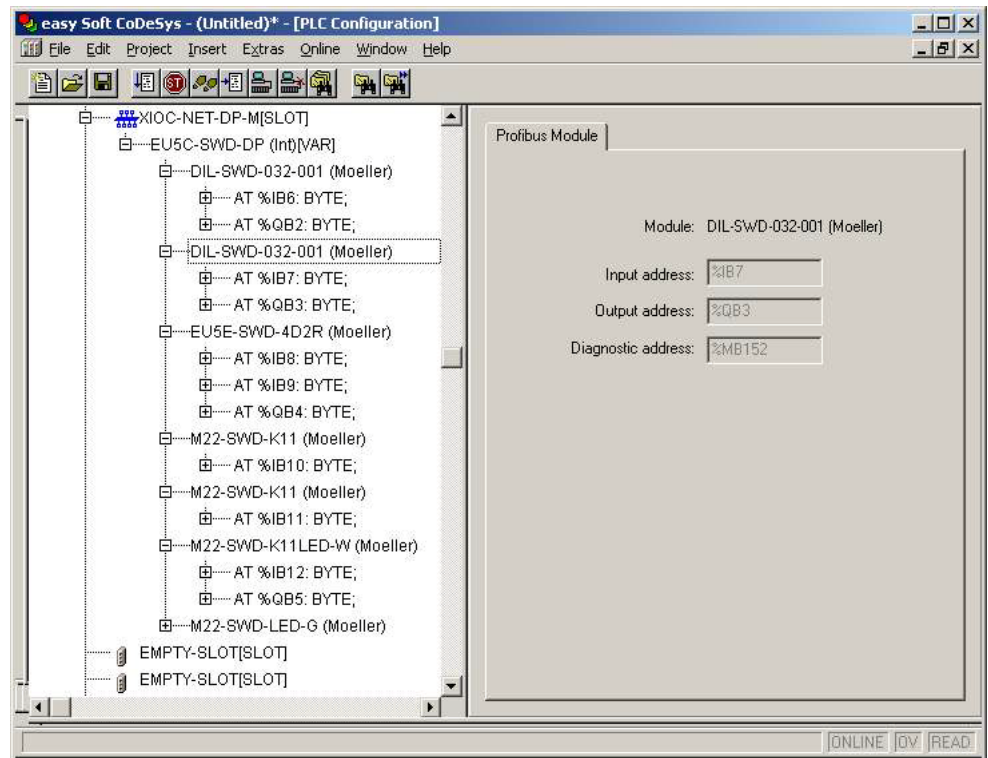 easy Soft CoDeSys - (Untitled)* - [PLC Configuration]
File Edit Project Insert Extras Online Window Help
XIOC-NET-DP-M[SLOT]
EU5C-SWD-DP (Int)[VAR]
DIL-SWD-032-001 (Moeller)
AT %IB6: BYTE;
AT %QB2: BYTE;
DIL-SWD-032-001 (Moeller)
AT %IB7: BYTE;
AT %QB3: BYTE;
EU5E-SWD-4D2R (Moeller)
AT %IB8: BYTE;
AT %IB9: BYTE;
AT %QB4: BYTE;
M22-SWD-K11 (Moeller)
AT %IB10: BYTE;
M22-SWD-K11 (Moeller)
AT %IB11: BYTE;
M22-SWD-K11LED-W (Moeller)
AT %IB12: BYTE;
AT %QB5: BYTE;
M22-SWD-LED-G (Moeller)
EMPTY-SLOT[SLOT]
EMPTY-SLOT[SLOT]
Profibus Module
Module: DIL-SWD-032-001 (Moeller)
Input address: %IB7
Output address: %QB3
Diagnostic address: %MB152
ONLINE OV READ